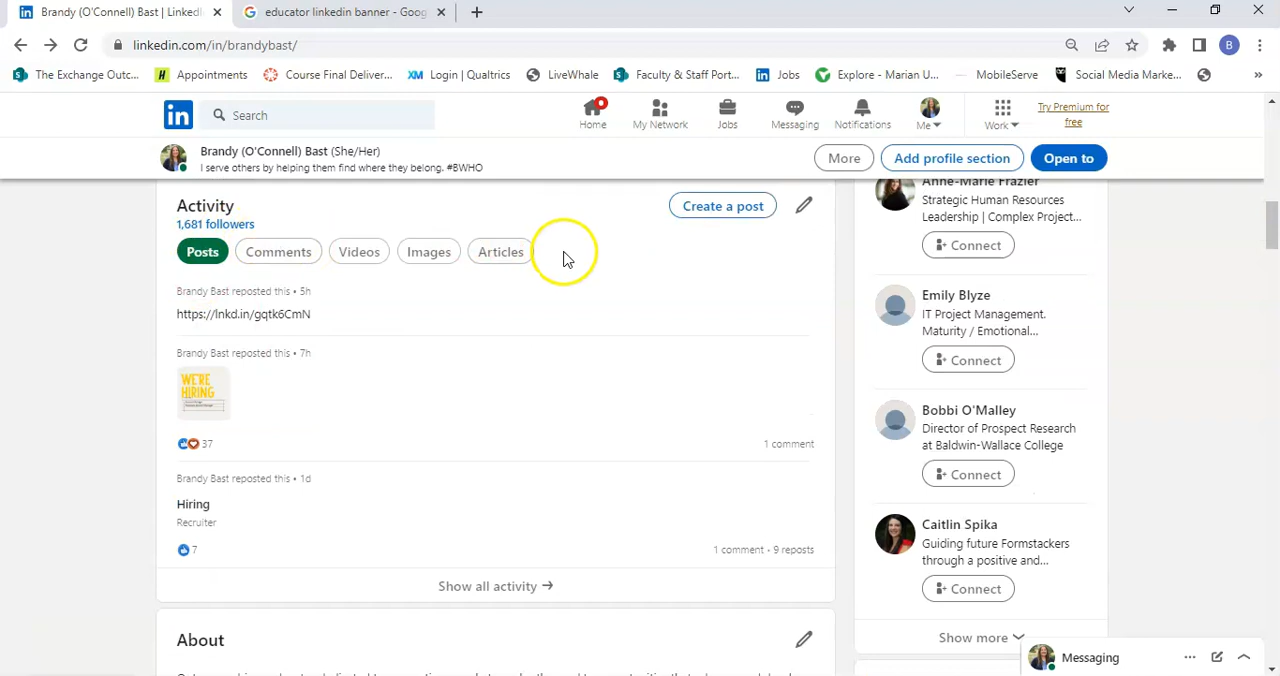 Brandy (O'Connell) Bast | LinkedIn
educator linkedin banner - Goog
linkedin.com/in/brandybast/
B
The Exchange Outc...
Appointments
Course Final Deliver...
XM Login | Qualtrics
LiveWhale
Faculty & Staff Port...
Jobs
Explore - Marian U...
MobileServe
Social Media Marke...
»
in
Search
Home
My Network
Jobs
Messaging
Notifications
Me
Work
Try Premium for
free
Brandy (O'Connell) Bast (She/Her)
I serve others by helping them find where they belong. #BWHO
More
Add profile section
Open to
Activity
1,681 followers
Create a post
Posts
Comments
Videos
Images
Articles
Brandy Bast reposted this • 5h
https://lnkd.in/gqtk6CmN
Brandy Bast reposted this • 7h
WE'RE
HIRING
37
1 comment
Brandy Bast reposted this • 1d
Hiring
Recruiter
7
1 comment • 9 reposts
Show all activity →
About
Anne-Marie Frazier
Strategic Human Resources
Leadership | Complex Project...
Connect
Emily Blyze
IT Project Management.
Maturity / Emotional...
Connect
Bobbi O'Malley
Director of Prospect Research
at Baldwin-Wallace College
Connect
Caitlin Spika
Guiding future Formstackers
through a positive and...
Connect
Show more
Messaging